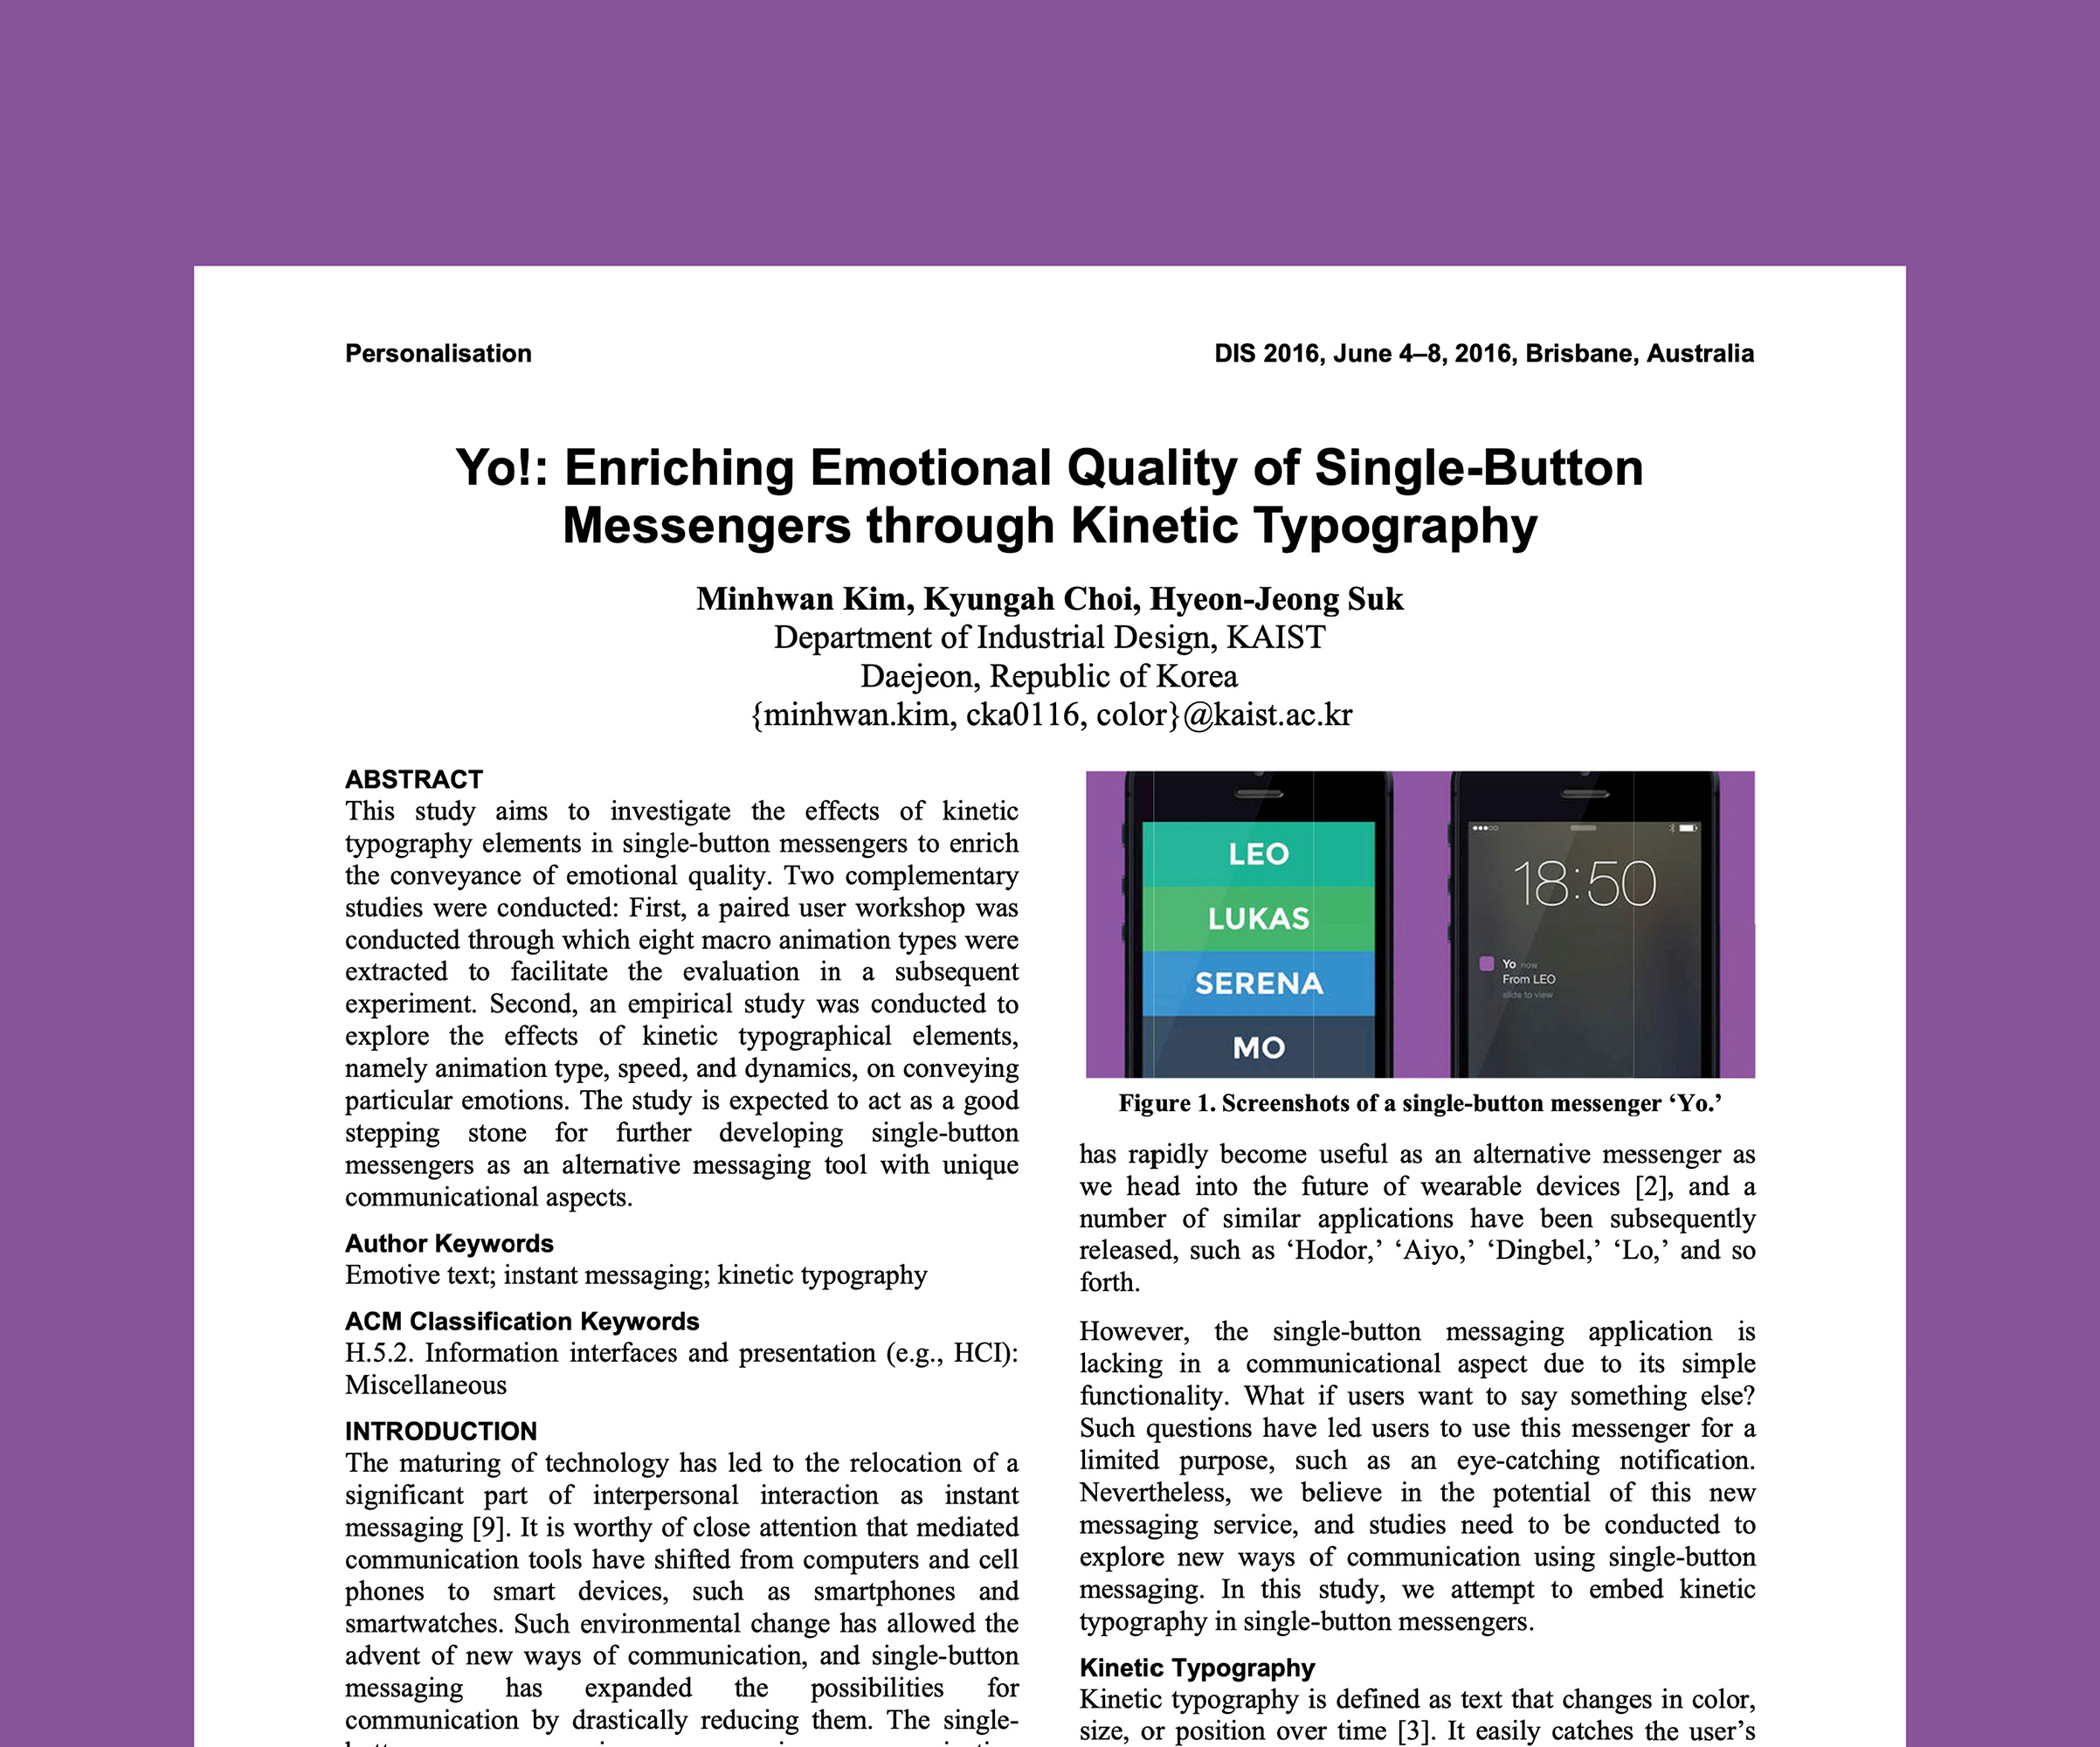 Personalisation
DIS 2016, June 4–8, 2016, Brisbane, Australia
Yo!: Enriching Emotional Quality of Single-Button
Messengers through Kinetic Typography
Minhwan Kim, Kyungah Choi, Hyeon-Jeong Suk
Department of Industrial Design, KAIST
Daejeon, Republic of Korea
{minhwan.kim, cka0116, color}@kaist.ac.kr
ABSTRACT
This study aims to investigate the effects of kinetic
typography elements in single-button messengers to enrich
the conveyance of emotional quality. Two complementary
studies were conducted: First, a paired user workshop was
conducted through which eight macro animation types were
extracted to facilitate the evaluation in a subsequent
experiment. Second, an empirical study was conducted to
explore the effects of kinetic typographical elements,
namely animation type, speed, and dynamics, on conveying
particular emotions. The study is expected to act as a good
stepping stone for further developing single-button
messengers as an alternative messaging tool with unique
communicational aspects.
Author Keywords
Emotive text; instant messaging; kinetic typography
ACM Classification Keywords
H.5.2. Information interfaces and presentation (e.g., HCI):
Miscellaneous
INTRODUCTION
The maturing of technology has led to the relocation of a
significant part of interpersonal interaction as instant
messaging [9]. It is worthy of close attention that mediated
communication tools have shifted from computers and cell
phones to smart devices, such as smartphones and
smartwatches. Such environmental change has allowed the
advent of new ways of communication, and single-button
messaging has expanded the possibilities for
communication by drastically reducing them. The single-
LEO
LUKAS
SERENA
MO
18:50
Yo now
From LEO
slide to view
Figure 1. Screenshots of a single-button messenger ‘Yo.’
has rapidly become useful as an alternative messenger as
we head into the future of wearable devices [2], and a
number of similar applications have been subsequently
released, such as ‘Hodor,’ ‘Aiyo,’ ‘Dingbel,’ ‘Lo,’ and so
forth.
However, the single-button messaging application is
lacking in a communicational aspect due to its simple
functionality. What if users want to say something else?
Such questions have led users to use this messenger for a
limited purpose, such as an eye-catching notification.
Nevertheless, we believe in the potential of this new
messaging service, and studies need to be conducted to
explore new ways of communication using single-button
messaging. In this study, we attempt to embed kinetic
typography in single-button messengers.
Kinetic Typography
Kinetic typography is defined as text that changes in color,
size, or position over time [3]. It easily catches the user’s